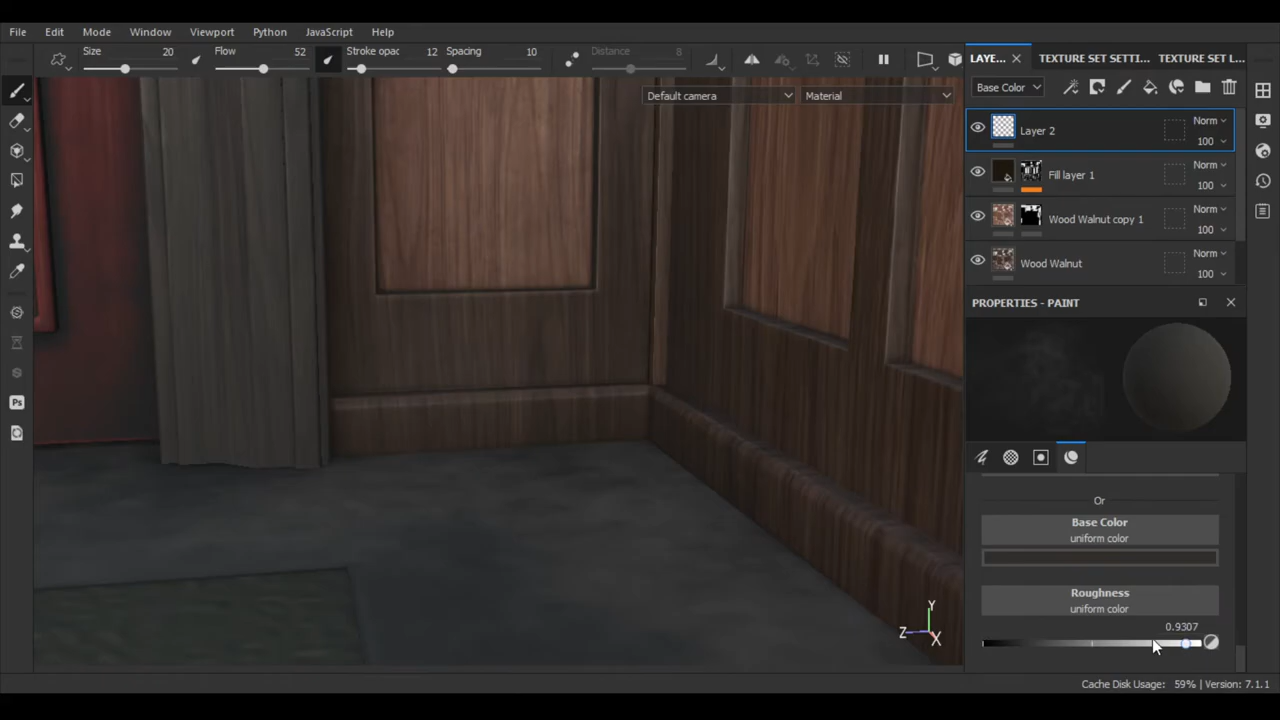 File Edit Mode Window Viewport Python JavaScript Help
Size 20 Flow 52 Stroke opac 12 Spacing 10 Distance 8
LAYE... TEXTURE SET SETTI... TEXTURE SET L...
Default camera Material
Base Color
Layer 2 Norm
100
Fill layer 1 Norm
100
Wood Walnut copy 1 Norm
100
Wood Walnut Norm
100
PROPERTIES - PAINT
Or
Base Color
uniform color
Roughness
uniform color
0.9307
Y
Z X
Ps
Cache Disk Usage: 59% | Version: 7.1.1